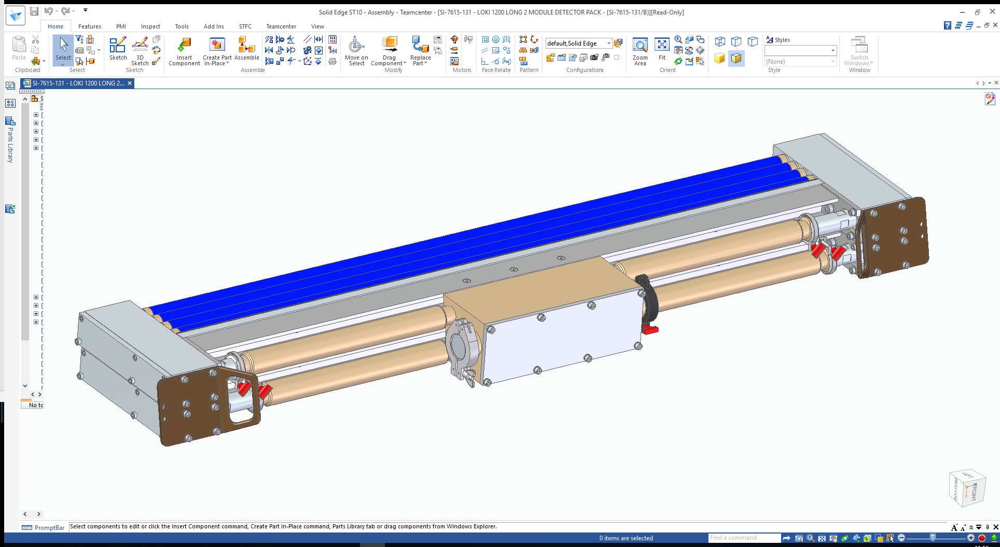 Solid Edge ST10 - Assembly - Teamcenter - [SI-7615-131 - LOKI 1200 LONG 2 MODULE DETECTOR PACK - {SI-7615-131/B}][Read-Only]
Home Features PMI Inspect Tools Add Ins STFC Teamcenter View
Paste
Clipboard
Select
Select
Sketch
3D
Sketch
Sketch
Insert
Component
Create Part
In-Place
Assemble
Assemble
Move on
Select
Drag
Component
Replace
Part
Modify
Motors
Face Relate
Pattern
default,Solid Edge
Configurations
Zoom
Area
Fit
Orient
Styles
(None)
Style
Switch
Windows
Window
SI-7615-131 - LOKI 1200 LONG 2...
Parts Library
S
No to
LEFT
FRONT
BOTTOM
PromptBar
Select components to edit or click the Insert Component command, Create Part In-Place command, Parts Library tab or drag components from Windows Explorer.
0 items are selected
Find a command